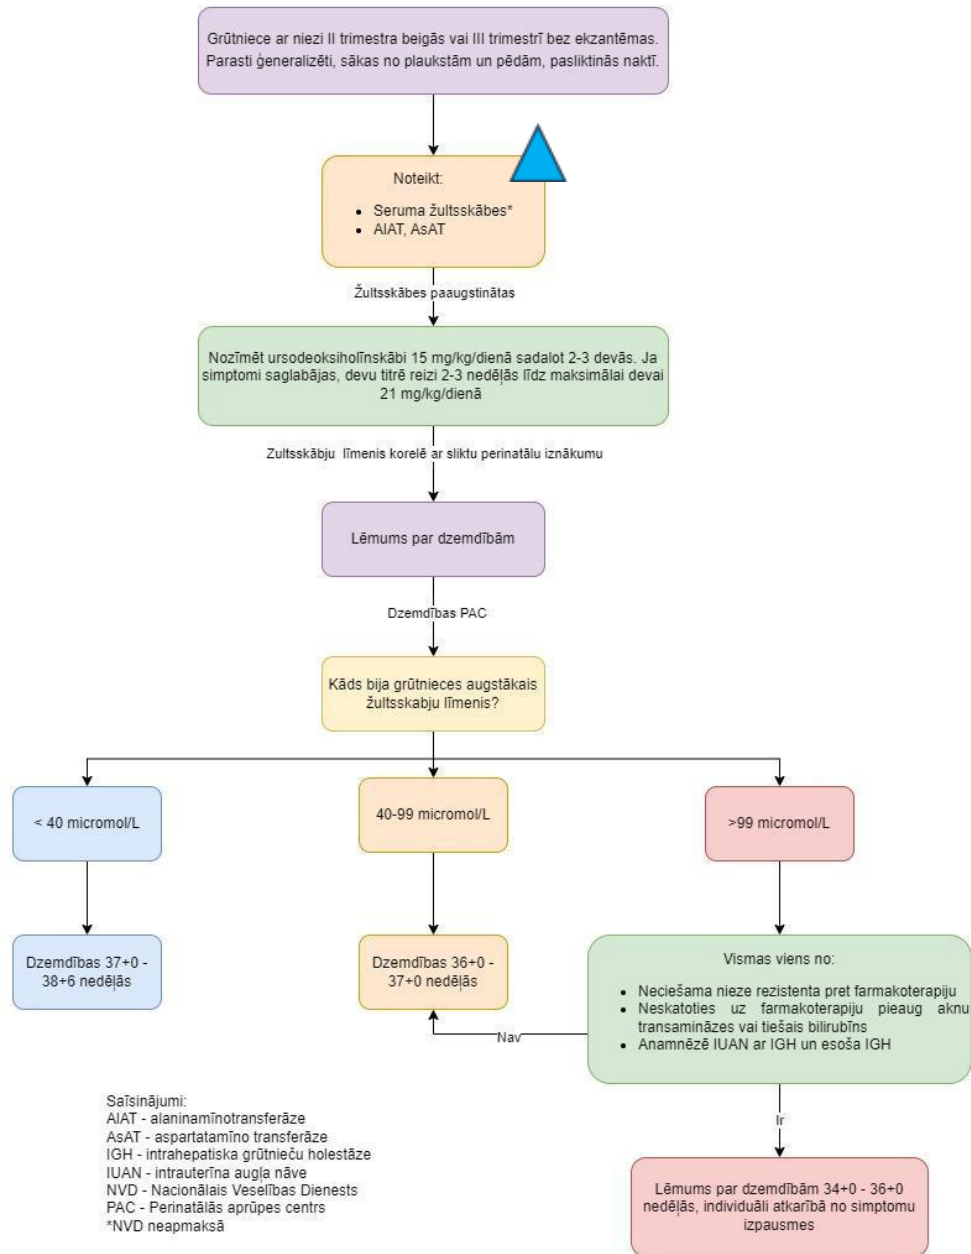 Grūtniece ar niezi II trimestra beigās vai III trimestrī bez ekzantēmas.
Parasti ģeneralizēti, sākas no plaukstām un pēdām, pasliktinās naktī.
Noteikt:
• Seruma žultsskābes*
• AlAT, AsAT
Žultsskābes paaugstinātas
Nozīmēt ursodeoksiholīnskābi 15 mg/kg/dienā sadalot 2-3 devās. Ja
simptomi saglabājas, devu titrē reizi 2-3 nedēļās līdz maksimālai devai
21 mg/kg/dienā
Zultsskābju līmenis korelē ar sliktu perinatālu iznākumu
Lēmums par dzemdībām
Dzemdības PAC
Kāds bija grūtnieces augstākais
žultsskabju līmenis?
< 40 micromol/L
40-99 micromol/L
>99 micromol/L
Dzemdības 37+0 -
38+6 nedēļās
Dzemdības 36+0 -
37+0 nedēļās
Vismas viens no:
• Neciešama nieze rezistenta pret farmakoterapiju
• Neskatoties uz farmakoterapiju pieaug aknu
transamināzes vai tiešais bilirubīns
• Anamnēzē IUAN ar IGH un esoša IGH
Nav
Ir
Lēmums par dzemdībām 34+0 - 36+0
nedēļās, individuāli atkarībā no simptomu
izpausmes
Saīsinājumi:
AlAT - alaninamīnotransferāze
AsAT - aspartatamīno transferāze
IGH - intrahepatiska grūtnieču holestāze
IUAN - intrauterīna augļa nāve
NVD - Nacionālais Veselības Dienests
PAC - Perinatālās aprūpes centrs
*NVD neapmaksā